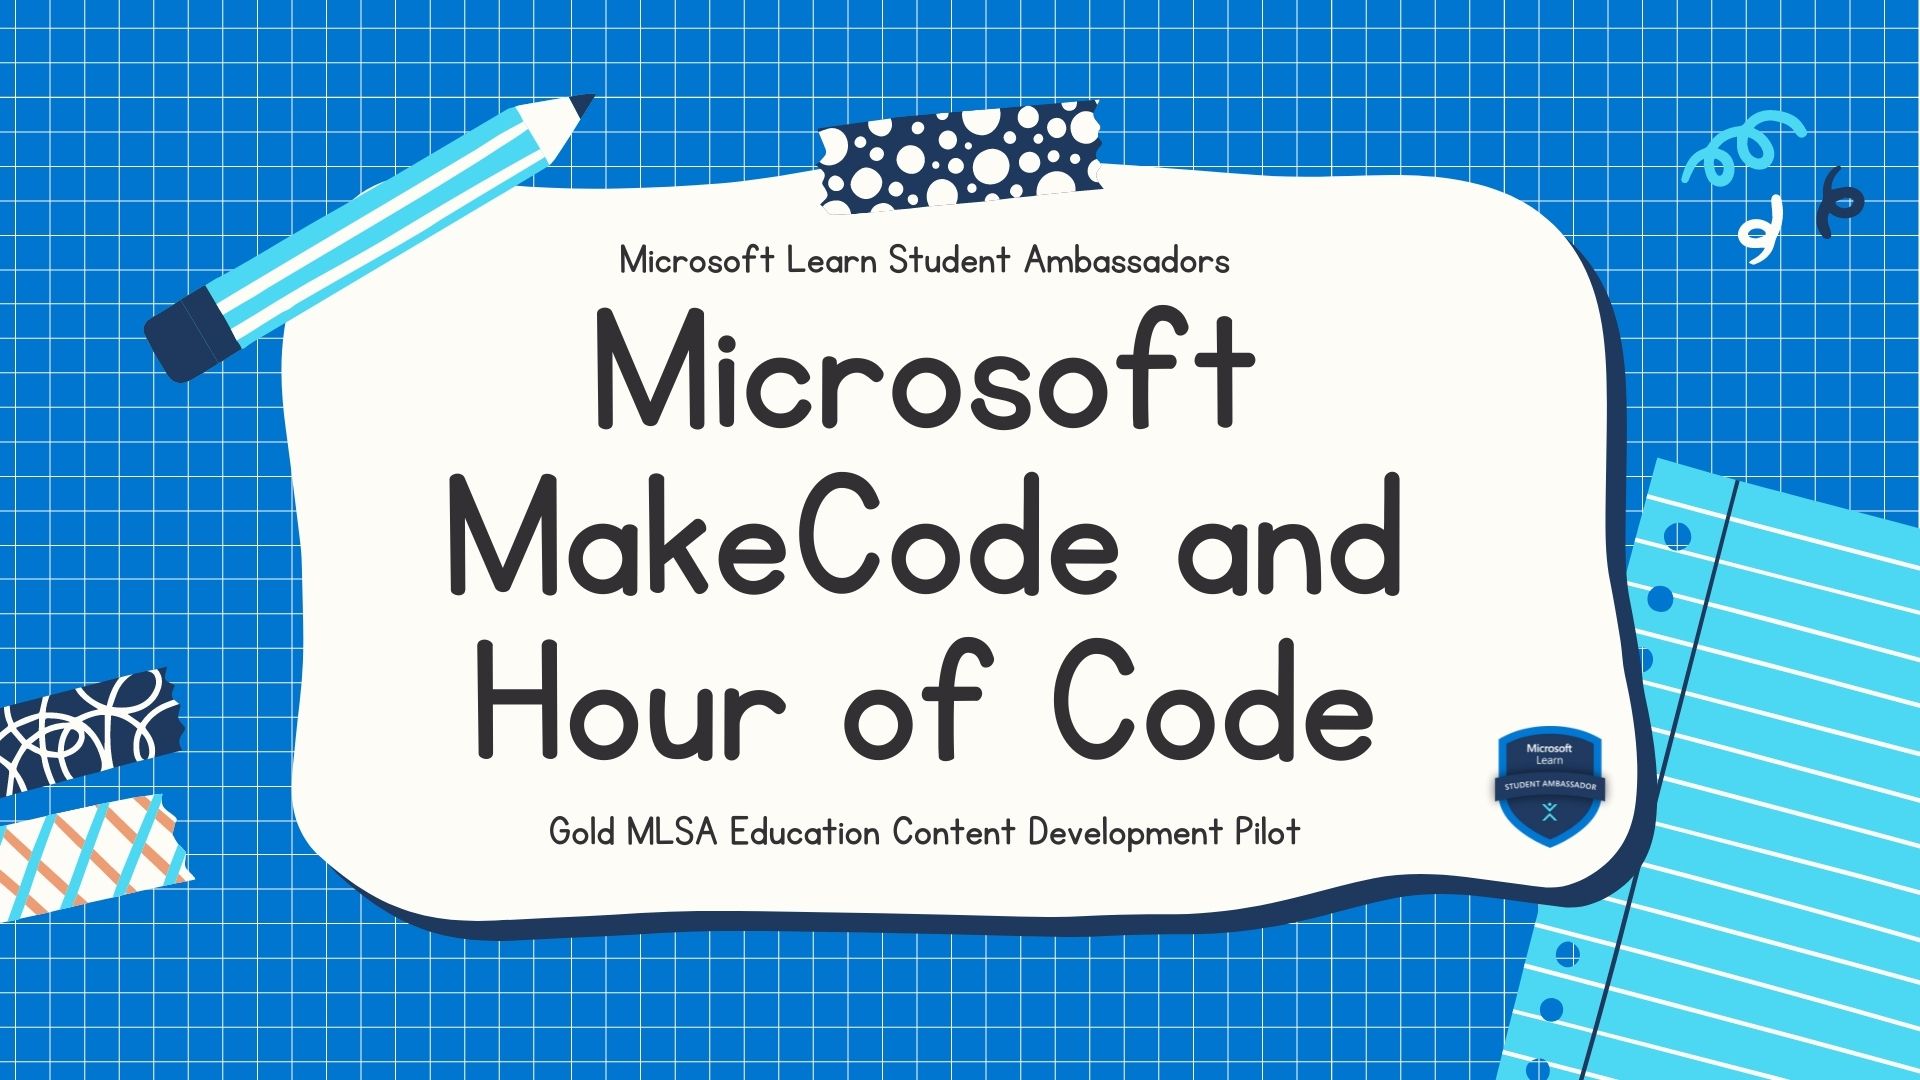 Microsoft Learn Student Ambassadors
Microsoft
MakeCode and
Hour of Code
Gold MLSA Education Content Development Pilot
Microsoft
Learn
STUDENT AMBASSADOR